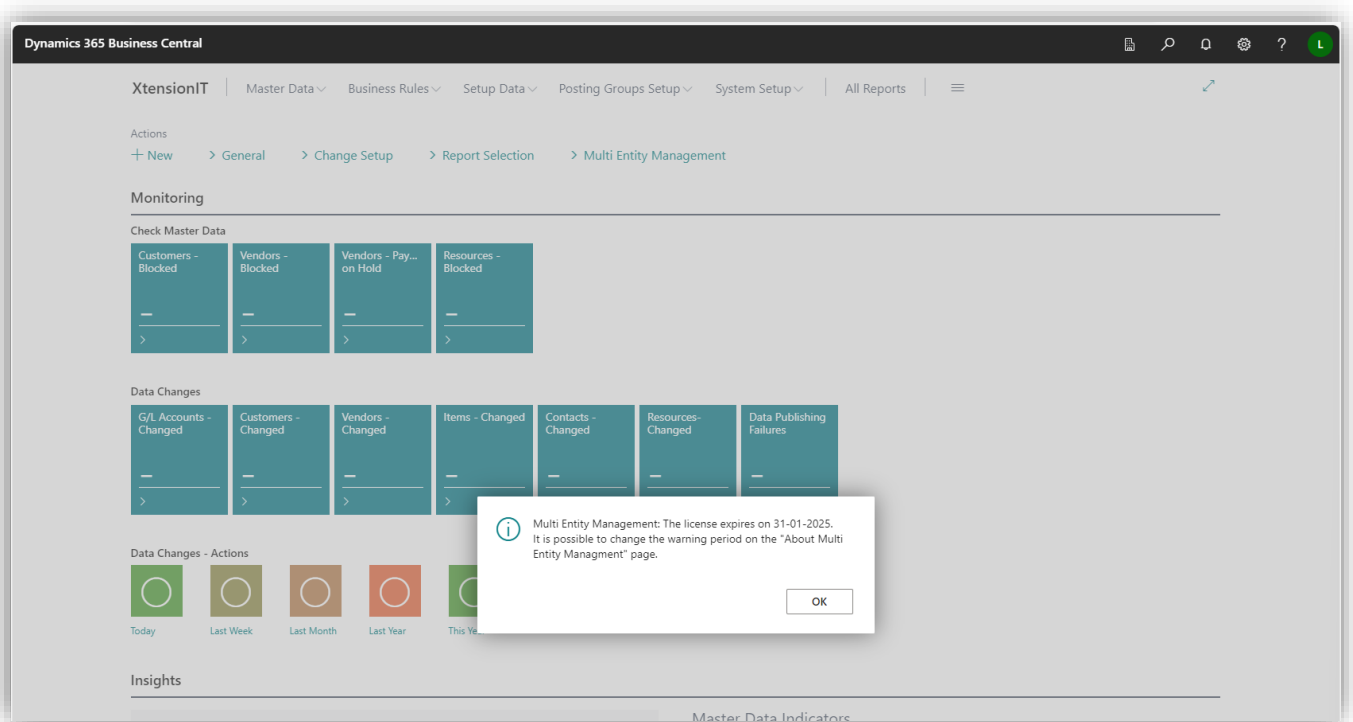 Dynamics 365 Business Central
?
L
XtensionIT
Master Data
Business Rules
Setup Data
Posting Groups Setup
System Setup
All Reports
Actions
+ New
> General
> Change Setup
> Report Selection
> Multi Entity Management
Monitoring
Check Master Data
Customers -
Blocked
Vendors -
Blocked
Vendors - Pay...
on Hold
Resources -
Blocked
Data Changes
G/L Accounts -
Changed
Customers -
Changed
Vendors -
Changed
Items - Changed
Contacts -
Changed
Resources-
Changed
Data Publishing
Failures
Multi Entity Management: The license expires on 31-01-2025.
It is possible to change the warning period on the "About Multi
Entity Managment" page.
OK
Data Changes - Actions
Today
Last Week
Last Month
Last Year
This
Insights
Master Data Indicators